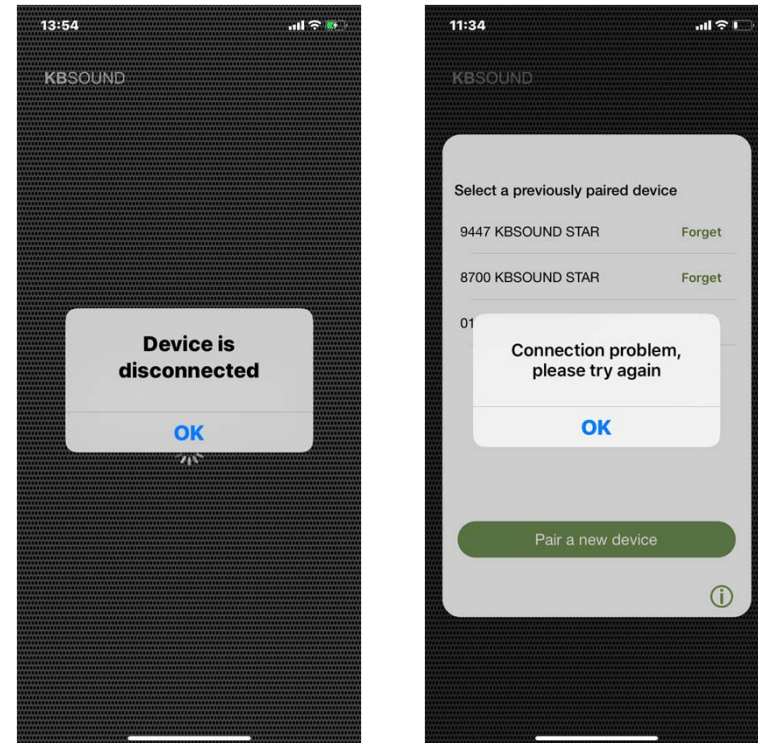 13:54
KBSOUND
Device is
disconnected
OK
11:34
KBSOUND
Select a previously paired device
9447 KBSOUND STAR Forget
8700 KBSOUND STAR Forget
01
Connection problem,
please try again
OK
Pair a new device